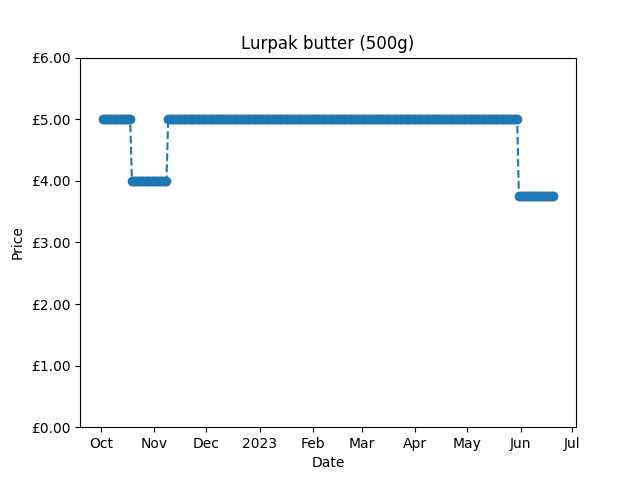 Lurpak butter (500g)
£6.00
£5.00
£4.00
£3.00
£2.00
£1.00
£0.00
Price
Oct Nov Dec 2023 Feb Mar Apr May Jun Jul
Date